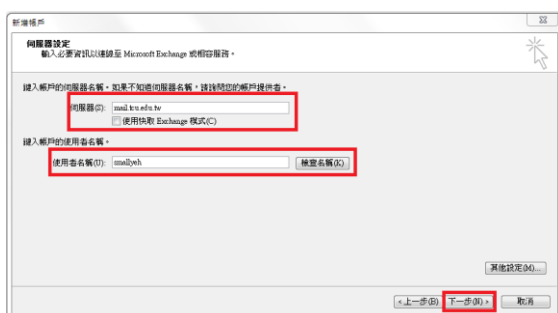 新增帳戶
伺服器設定
輸入必要資訊以連線至 Microsoft Exchange 或相容服務。
鍵入帳戶的伺服器名稱。如果不知道伺服器名稱，請詢問您的帳戶提供者。
伺服器(S): mail.tcu.edu.tw
使用快取 Exchange 模式(C)
鍵入帳戶的使用者名稱。
使用者名稱(U): smallyeh 檢查名稱(K)
其他設定(M)...
<上一步(B) 下一步(N)> 取消